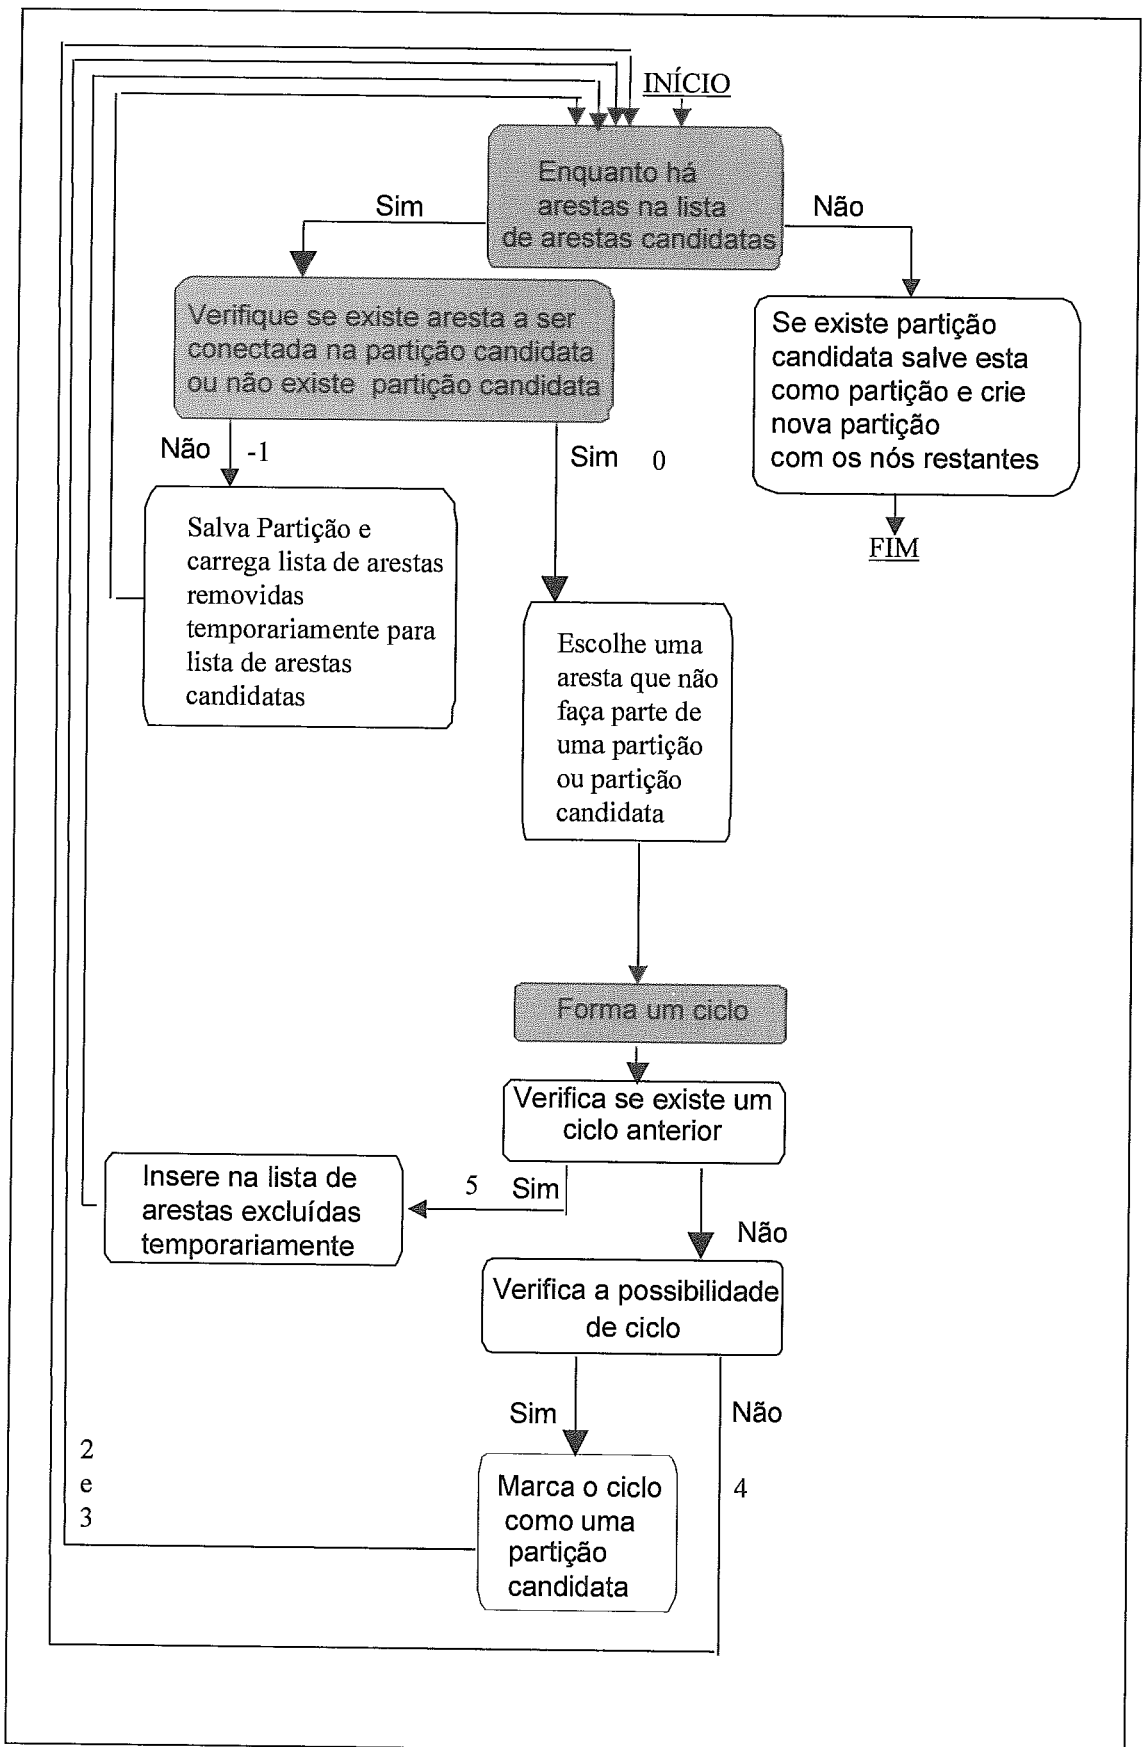 INÍCIO
Enquanto há
arestas na lista
de arestas candidatas
Sim
Não
Verifique se existe aresta a ser
conectada na partição candidata
ou não existe partição candidata
Se existe partição
candidata salve esta
como partição e crie
nova partição
com os nós restantes
FIM
Não -1
Sim 0
Salva Partição e
carrega lista de arestas
removidas
temporariamente para
lista de arestas
candidatas
Escolhe uma
aresta que não
faça parte de
uma partição
ou partição
candidata
Forma um ciclo
Verifica se existe um
ciclo anterior
5 Sim
Insere na lista de
arestas excluídas
temporariamente
Não
Verifica a possibilidade
de ciclo
Sim
Não
2
e
3
Marca o ciclo
como uma
partição
candidata
4